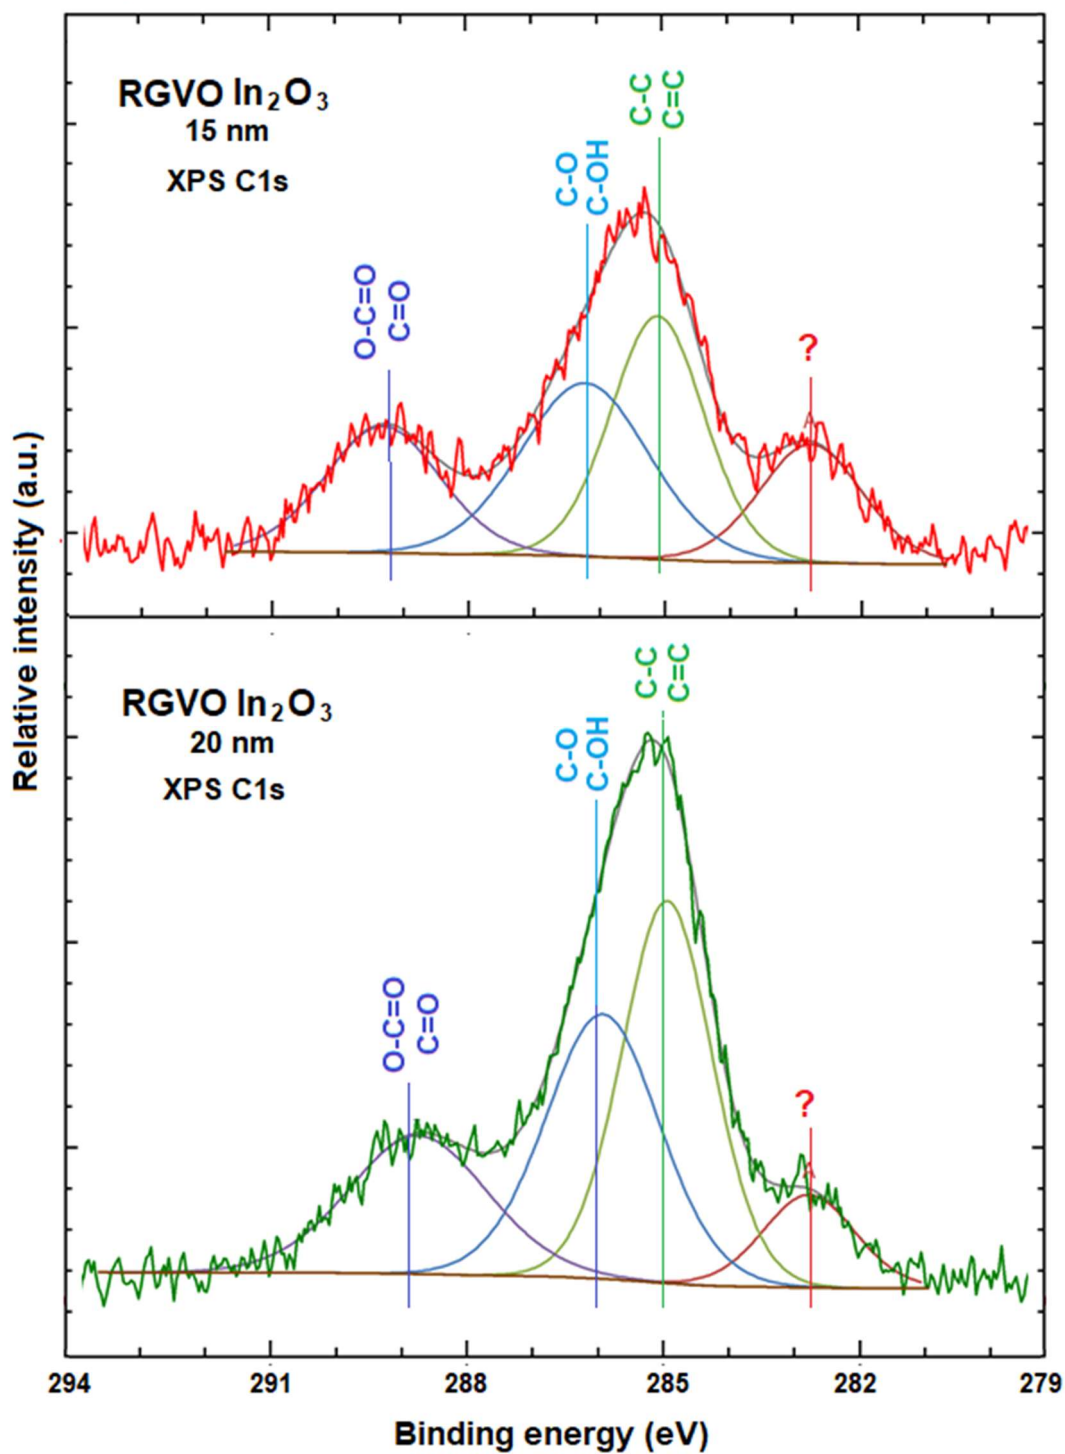 RGVO In₂O₃
15 nm
XPS C1s
O-C=O
C=O
C-O
C-OH
C-C
C=C
?
RGVO In₂O₃
20 nm
XPS C1s
O-C=O
C=O
C-O
C-OH
C-C
C=C
?
Relative intensity (a.u.)
294 291 288 285 282 279
Binding energy (eV)